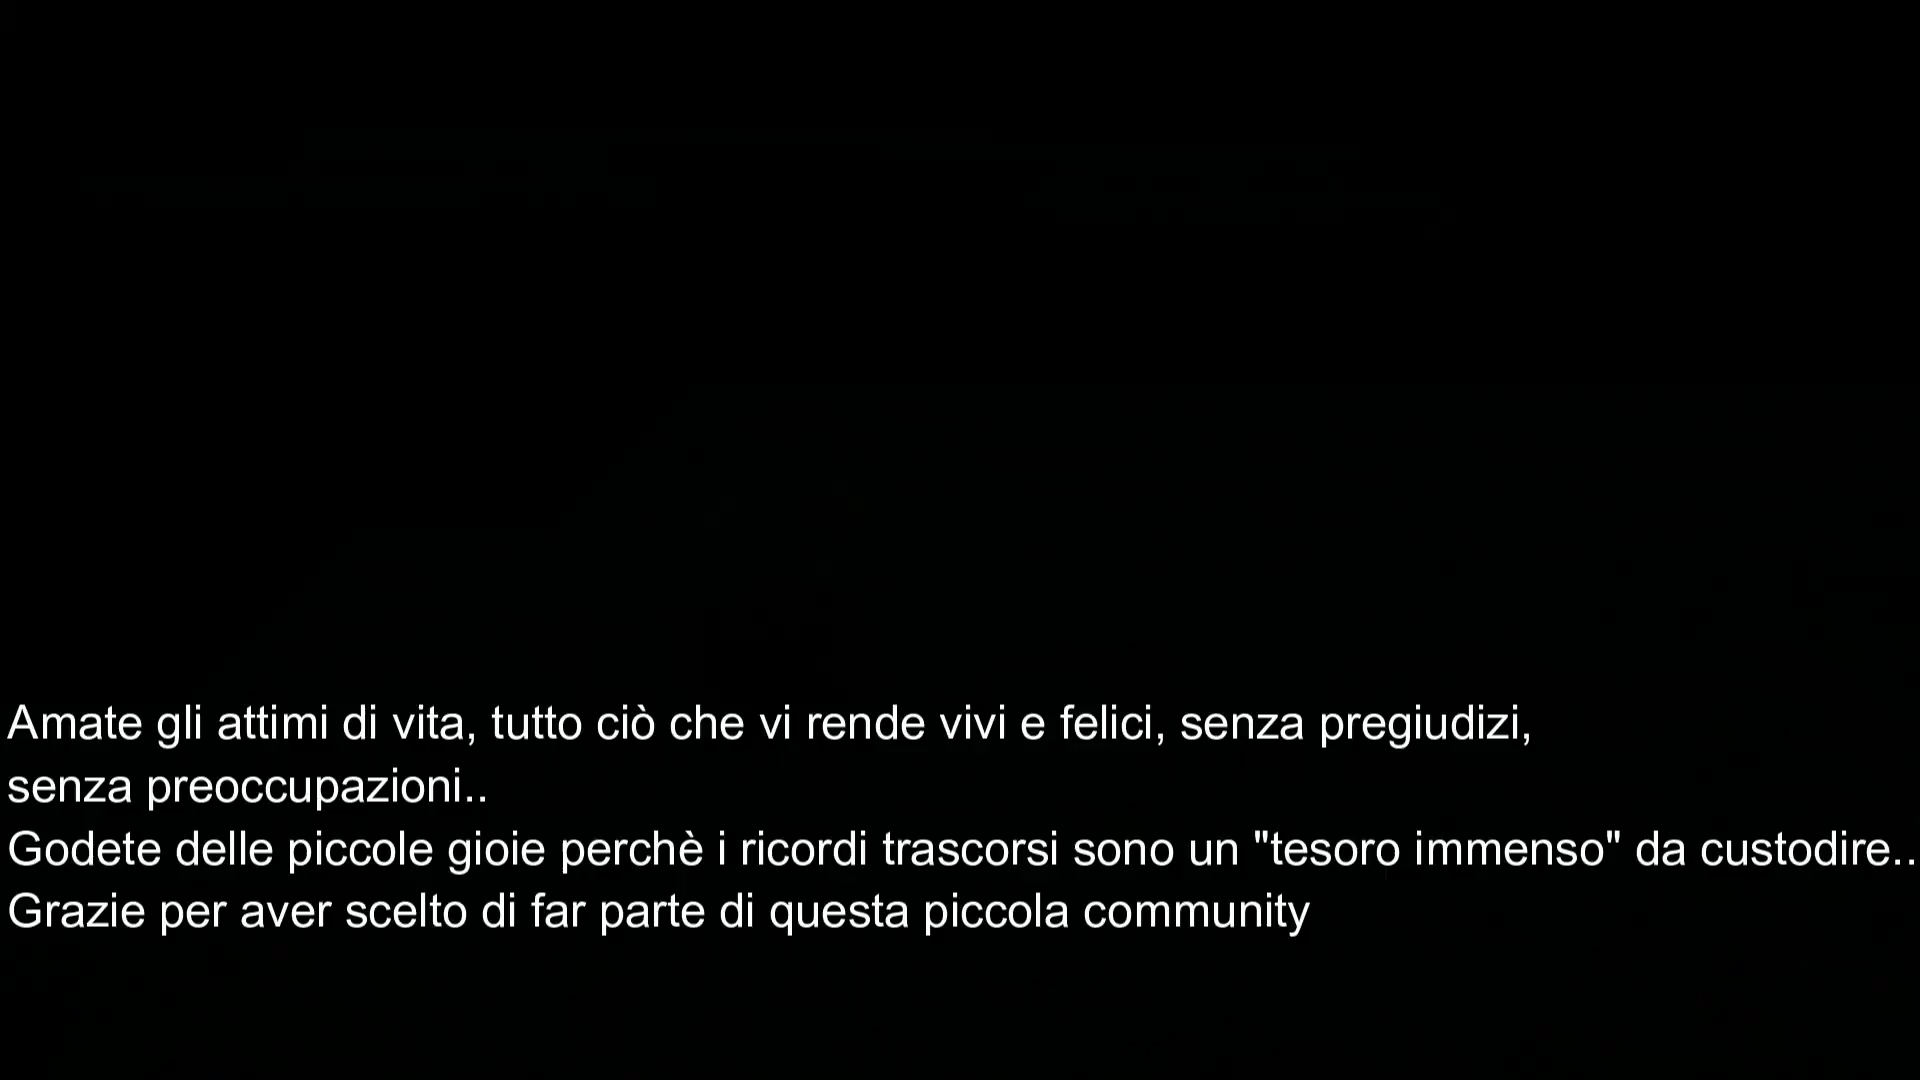 Amate gli attimi di vita, tutto ciò che vi rende vivi e felici, senza pregiudizi,
senza preoccupazioni..
Godete delle piccole gioie perchè i ricordi trascorsi sono un "tesoro immenso" da custodire..
Grazie per aver scelto di far parte di questa piccola community